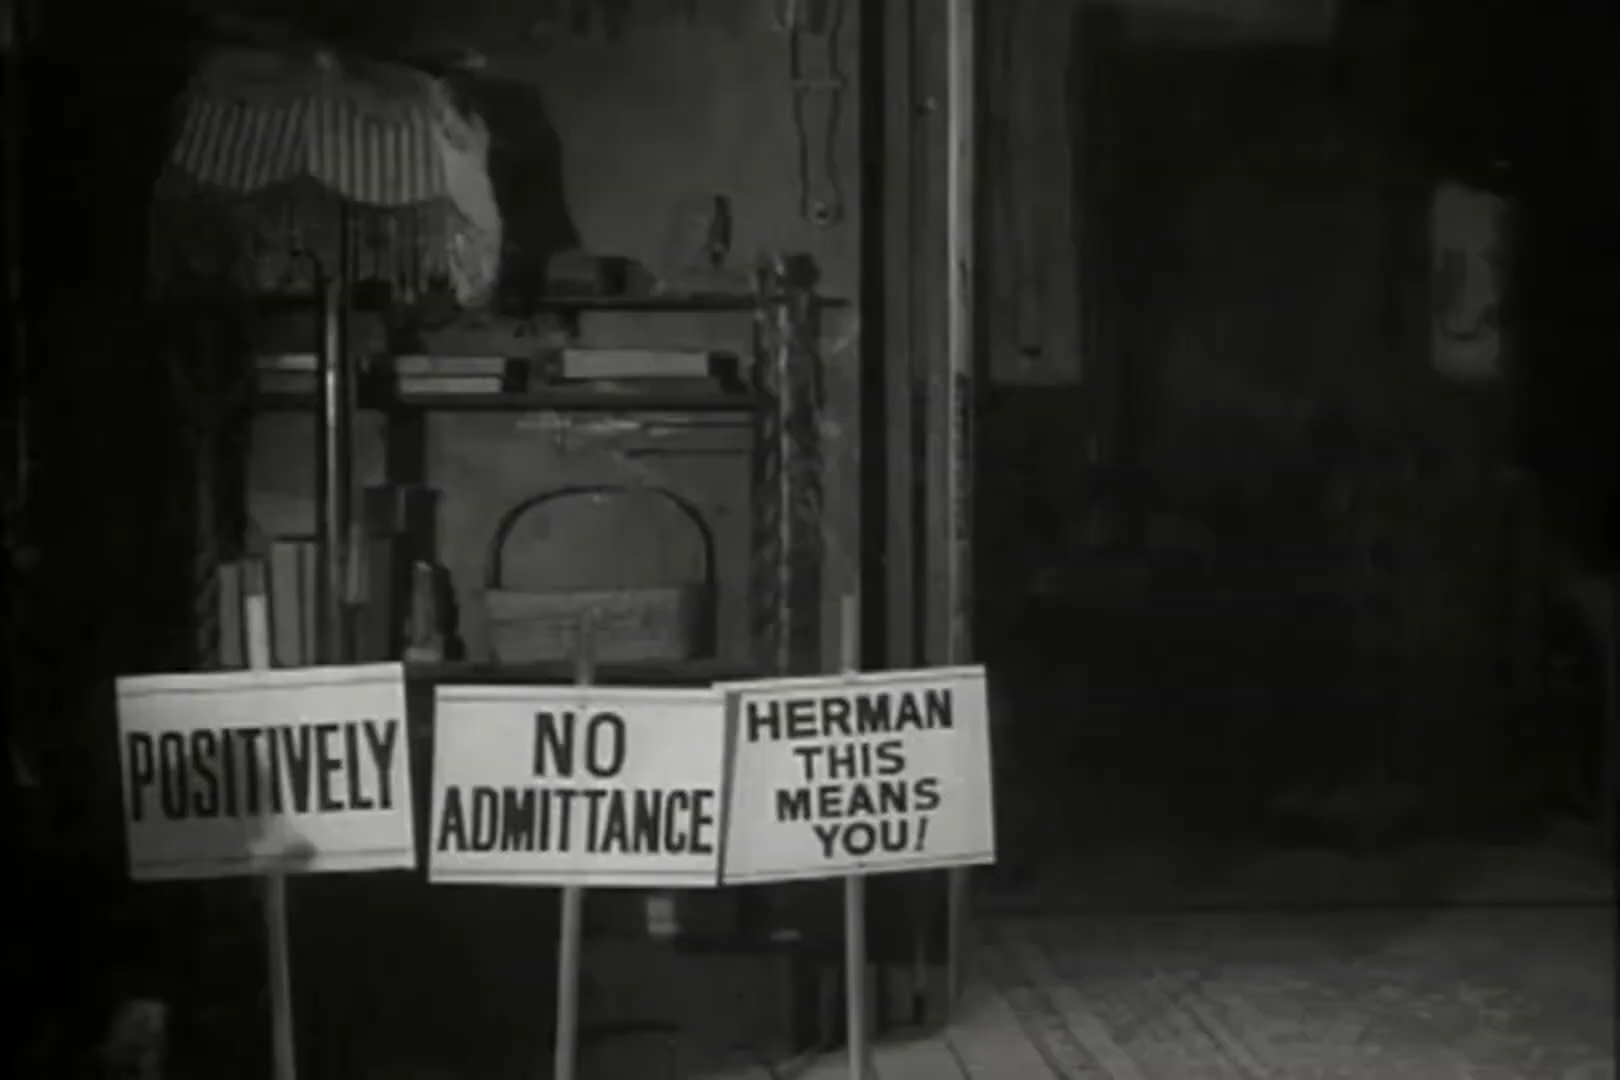 POSITIVELY
NO
ADMITTANCE
HERMAN
THIS
MEANS
YOU!